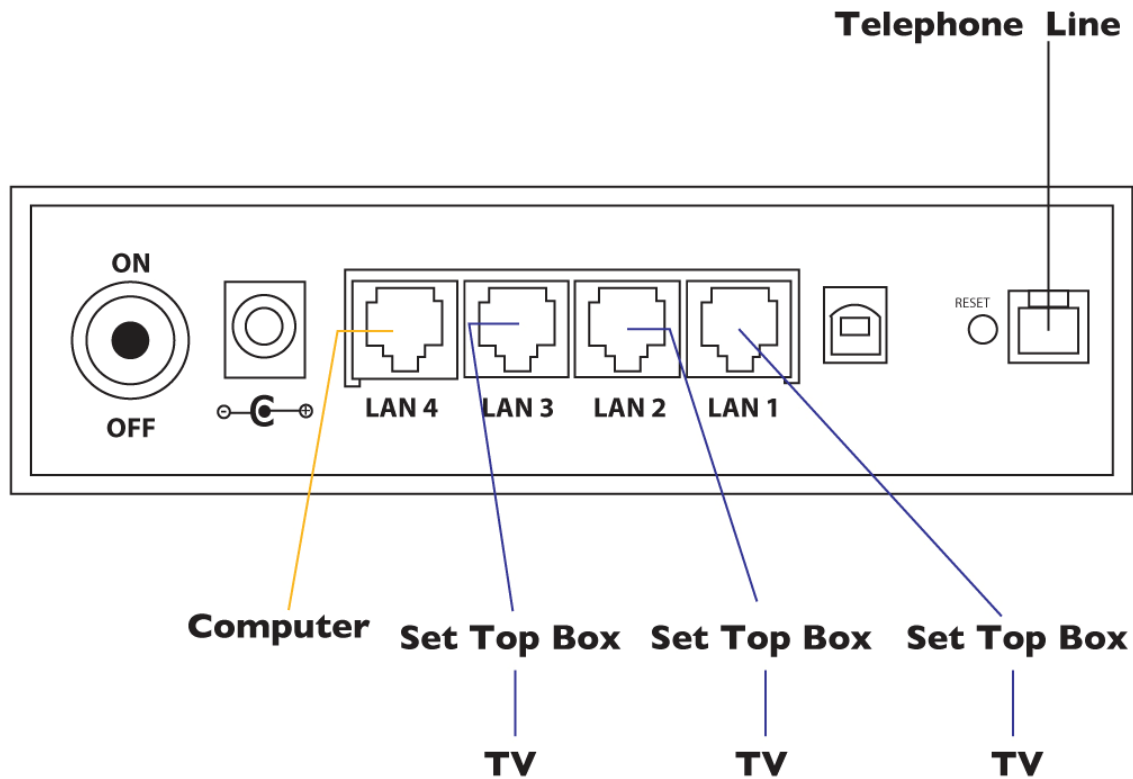 Telephone Line
ON
RESET
OFF
LAN 4 LAN 3 LAN 2 LAN 1
Computer Set Top Box Set Top Box Set Top Box
TV TV TV